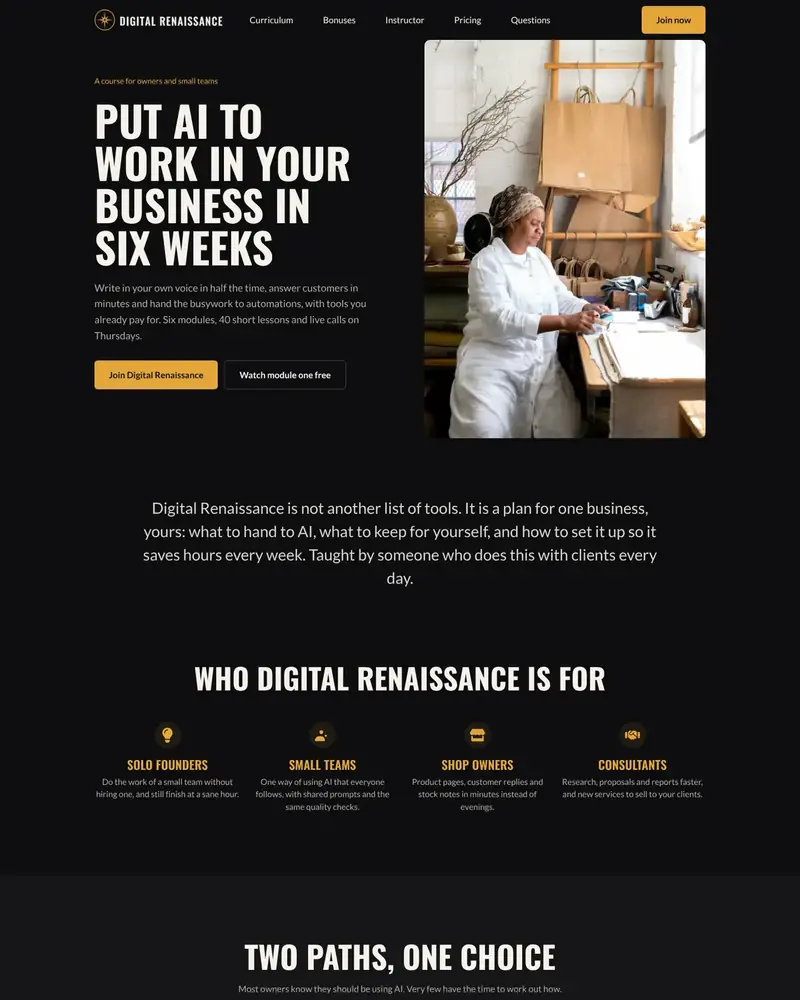 DIGITAL RENAISSANCE
Curriculum
Bonuses
Instructor
Pricing
Questions
Join now
A course for owners and small teams
PUT AI TO
WORK IN YOUR
BUSINESS IN
SIX WEEKS
Write in your own voice in half the time, answer customers in
minutes and hand the busywork to automations, with tools you
already pay for. Six modules, 40 short lessons and live calls on
Thursdays.
Join Digital Renaissance
Watch module one free
Digital Renaissance is not another list of tools. It is a plan for one business,
yours: what to hand to AI, what to keep for yourself, and how to set it up so it
saves hours every week. Taught by someone who does this with clients every
day.
WHO DIGITAL RENAISSANCE IS FOR
SOLO FOUNDERS
Do the work of a small team without
hiring one, and still finish at a sane hour.
SMALL TEAMS
One way of using AI that everyone
follows, with shared prompts and the
same quality checks.
SHOP OWNERS
Product pages, customer replies and
stock notes in minutes instead of
evenings.
CONSULTANTS
Research, proposals and reports faster,
and new services to sell to your clients.
TWO PATHS, ONE CHOICE
Most owners know they should be using AI. Very few have the time to work out how.